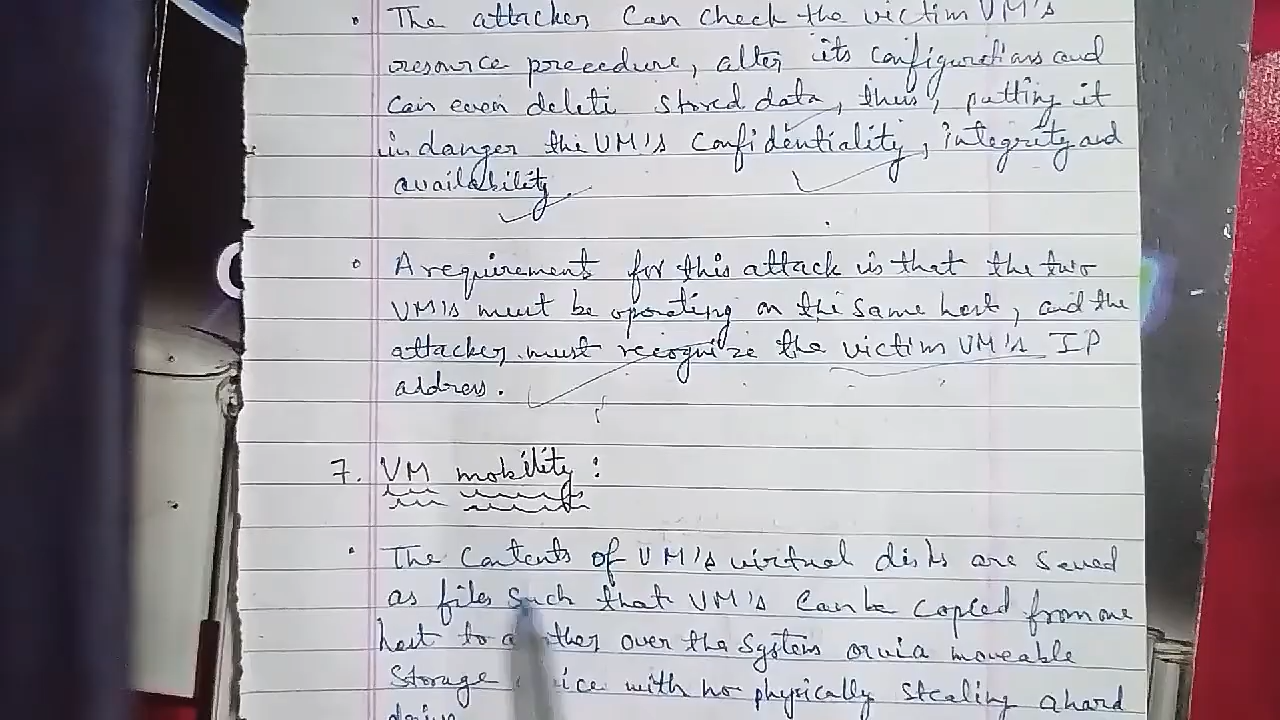 • The attacker can check the victim VM's
resource procedure, alter its configurations and
can even delete stored data, thus, putting it
in danger the VM's confidentiality, integrity and
availability
• A requirement for this attack is that the two
VM's must be operating on the same host, and the
attacker must recognize the victim VM's IP
address.
7. VM mobility :
• The contents of VM's virtual disks are saved
as files such that VM's can be copied from one
host to another over the system or via moveable
storage device with no physically stealing a hard
drive